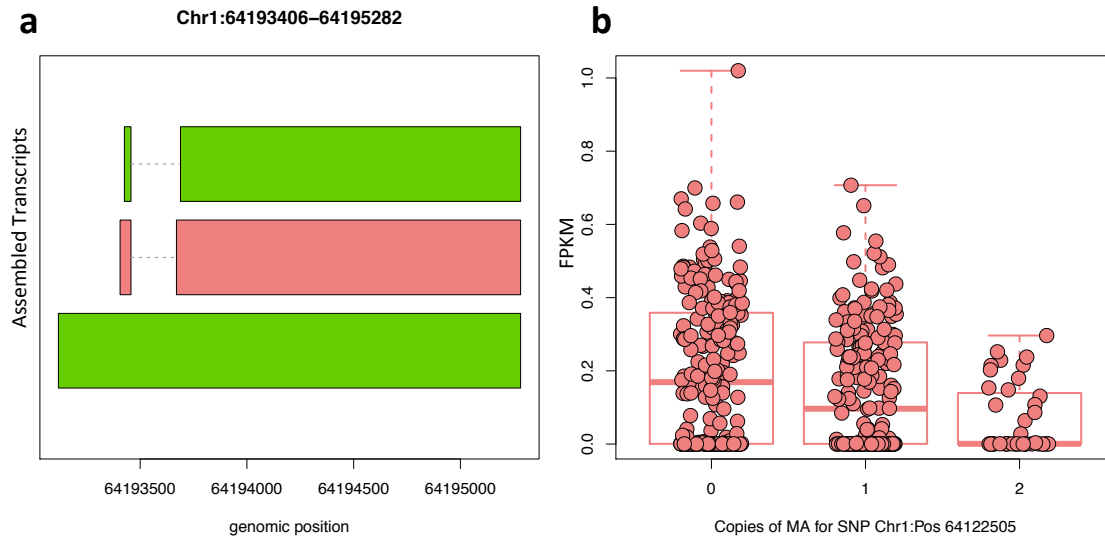 a
Chr1:64193406–64195282
Assembled Transcripts
64193500 64194000 64194500 64195000
genomic position
b
FPKM
1.0
0.8
0.6
0.4
0.2
0.0
0 1 2
Copies of MA for SNP Chr1:Pos 64122505